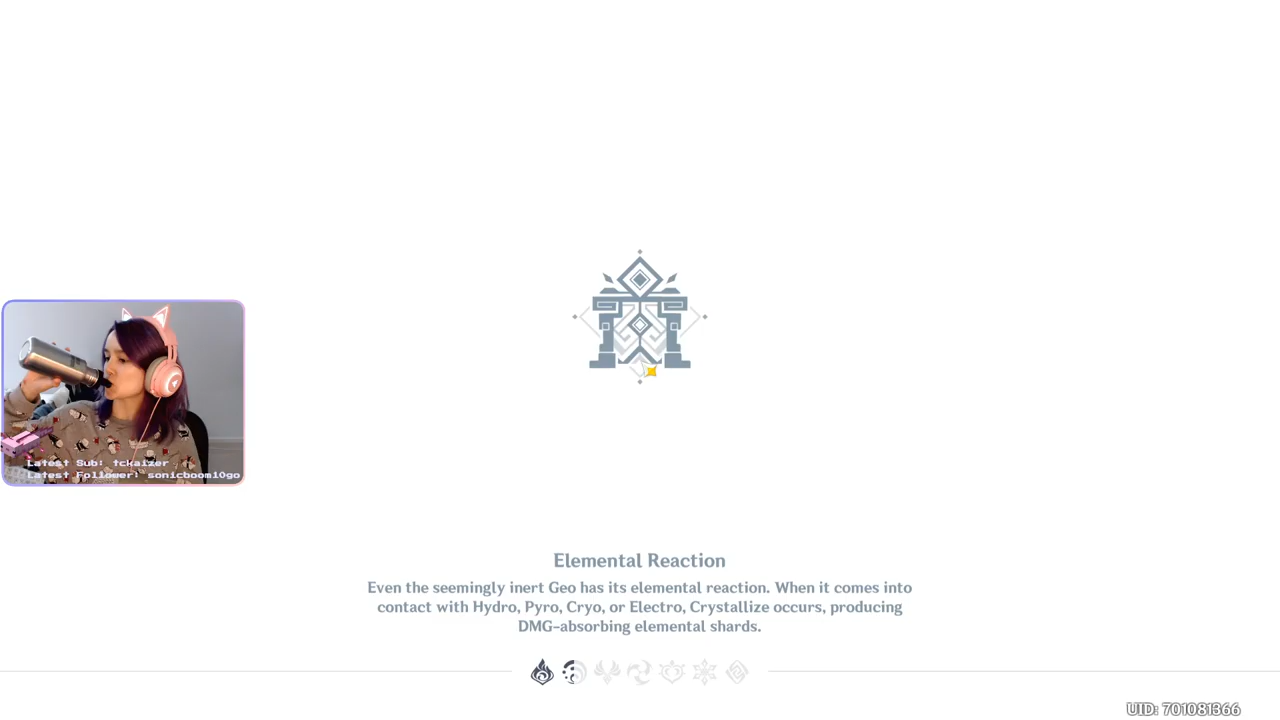 Latest Sub: tckaizer
Latest Follower: sonicboom10go
Elemental Reaction
Even the seemingly inert Geo has its elemental reaction. When it comes into
contact with Hydro, Pyro, Cryo, or Electro, Crystallize occurs, producing
DMG-absorbing elemental shards.
UID: 701081366